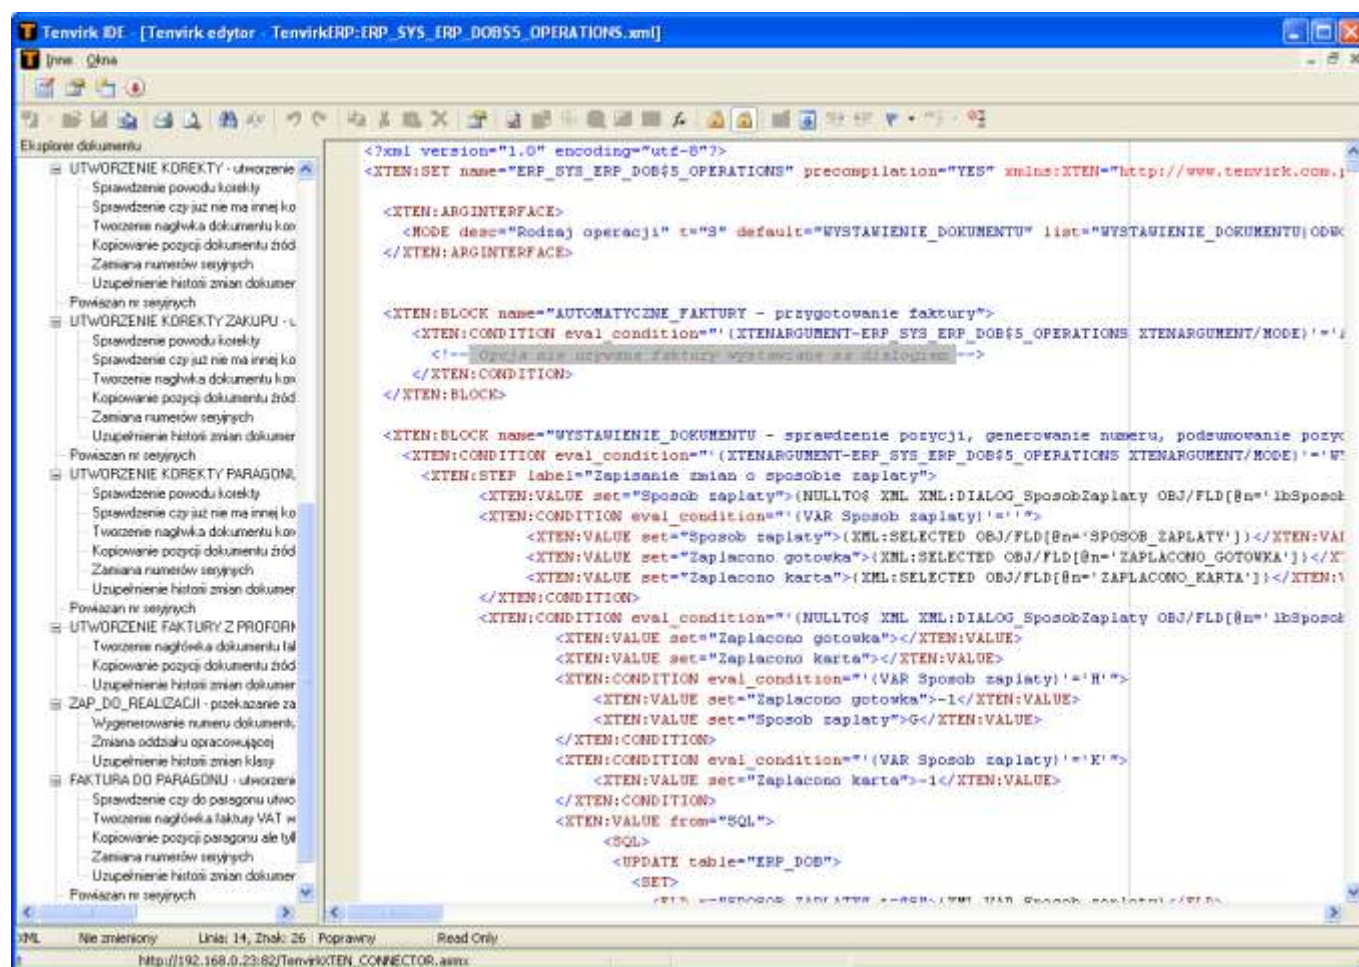 Tenvirk IDE - [Tenvirk edytor - TenvirkERP:ERP_SYS_ERP_DOB$5_OPERATIONS.xml]
Inne Okna
Eksplorer dokumentu
UTWORZENIE KOREKTY - utworzenie
Sprawdzenie powodu korekty
Sprawdzenie czy już nie ma innej ko
Tworzenie nagłwka dokumentu kor
Kopiowanie pozycji dokumentu źród
Zamiana numerów seryjnych
Uzupełnienie historii zmian dokumer
Powiazan nr seryjnych
UTWORZENIE KOREKTY ZAKUPU - u
Sprawdzenie powodu korekty
Sprawdzenie czy już nie ma innej ko
Tworzenie nagłwka dokumentu kor
Kopiowanie pozycji dokumentu źród
Zamiana numerów seryjnych
Uzupełnienie historii zmian dokumer
Powiazan nr seryjnych
UTWORZENIE KOREKTY PARAGONU
Sprawdzenie powodu korekty
Sprawdzenie czy już nie ma innej ko
Tworzenie nagłwka dokumentu kor
Kopiowanie pozycji dokumentu źród
Zamiana numerów seryjnych
Uzupełnienie historii zmian dokumer
Powiazan nr seryjnych
UTWORZENIE FAKTURY Z PROFORM
Tworzenie nagłówka dokumentu fal
Kopiowanie pozycji dokumentu źród
Uzupełnienie historii zmian dokumer
ZAP_DO_REALIZACJI - przekazanie za
Wygenerowanie numeru dokumentu
Zmiana oddziału opracowującej
Uzupełnienie historii zmian klasy
FAKTURA DO PARAGONU - utworzeni
Sprawdzenie czy do paragonu utwo
Tworzenie nagłówka faktury VAT w
Kopiowanie pozycji paragonu ale tyl
Zamiana numerów seryjnych
Uzupełnienie historii zmian dokumer
Powiazan nr seryjnych
<?xml version="1.0" encoding="utf-8"?>
<XTEN:SET name="ERP_SYS_ERP_DOB$5_OPERATIONS" precompilation="YES" xmlns:XTEN="http://www.tenvirk.com.p
<XTEN:ARGINTERFACE>
<MODE desc="Rodzaj operacji" t="S" default="WYSTAWIENIE_DOKUMENTU" list="WYSTAWIENIE_DOKUMENTU|ODWO
</XTEN:ARGINTERFACE>
<XTEN:BLOCK name="AUTOMATYCZNE_FAKTURY - przygotowanie faktury">
<XTEN:CONDITION eval_condition="'{XTENARGUMENT-ERP_SYS_ERP_DOB$5_OPERATIONS XTENARGUMENT/MODE}'='A
<!-- Opcja nie uzywana faktury wystawiane sa dialogiem -->
</XTEN:CONDITION>
</XTEN:BLOCK>
<XTEN:BLOCK name="WYSTAWIENIE_DOKUMENTU - sprawdzenie pozycji, generowanie numeru, podsumowanie pozyc
<XTEN:CONDITION eval_condition="'{XTENARGUMENT-ERP_SYS_ERP_DOB$5_OPERATIONS XTENARGUMENT/MODE}'='WY
<XTEN:STEP label="Zapisanie zmian o sposobie zaplaty">
<XTEN:VALUE set="Sposob zaplaty">{NULLTO$ XML XML:DIALOG_SposobZaplaty OBJ/FLD[@n='lbSposob
<XTEN:CONDITION eval_condition="'{VAR Sposob zaplaty}'=''">
<XTEN:VALUE set="Sposob zaplaty">{XML:SELECTED OBJ/FLD[@n='SPOSOB_ZAPLATY']}</XTEN:VAL
<XTEN:VALUE set="Zaplacono gotowka">{XML:SELECTED OBJ/FLD[@n='ZAPLACONO_GOTOWKA']}</XT
<XTEN:VALUE set="Zaplacono karta">{XML:SELECTED OBJ/FLD[@n='ZAPLACONO_KARTA']}</XTEN:V
</XTEN:CONDITION>
<XTEN:CONDITION eval_condition="'{NULLTO$ XML XML:DIALOG_SposobZaplaty OBJ/FLD[@n='lbSposob
<XTEN:VALUE set="Zaplacono gotowka"></XTEN:VALUE>
<XTEN:VALUE set="Zaplacono karta"></XTEN:VALUE>
<XTEN:CONDITION eval_condition="'{VAR Sposob zaplaty}'='M'">
<XTEN:VALUE set="Zaplacono gotowka">-1</XTEN:VALUE>
<XTEN:VALUE set="Sposob zaplaty">G</XTEN:VALUE>
</XTEN:CONDITION>
<XTEN:CONDITION eval_condition="'{VAR Sposob zaplaty}'='K'">
<XTEN:VALUE set="Zaplacono karta">-1</XTEN:VALUE>
</XTEN:CONDITION>
<XTEN:VALUE from="SQL">
<SQL>
<UPDATE table="ERP_DOB">
<SET>
XML Nie zmieniony Linia: 14, Znak: 26 Poprawny Read Only
http://192.168.0.23:82/TenvirkXTEN_CONNECTOR.asmx